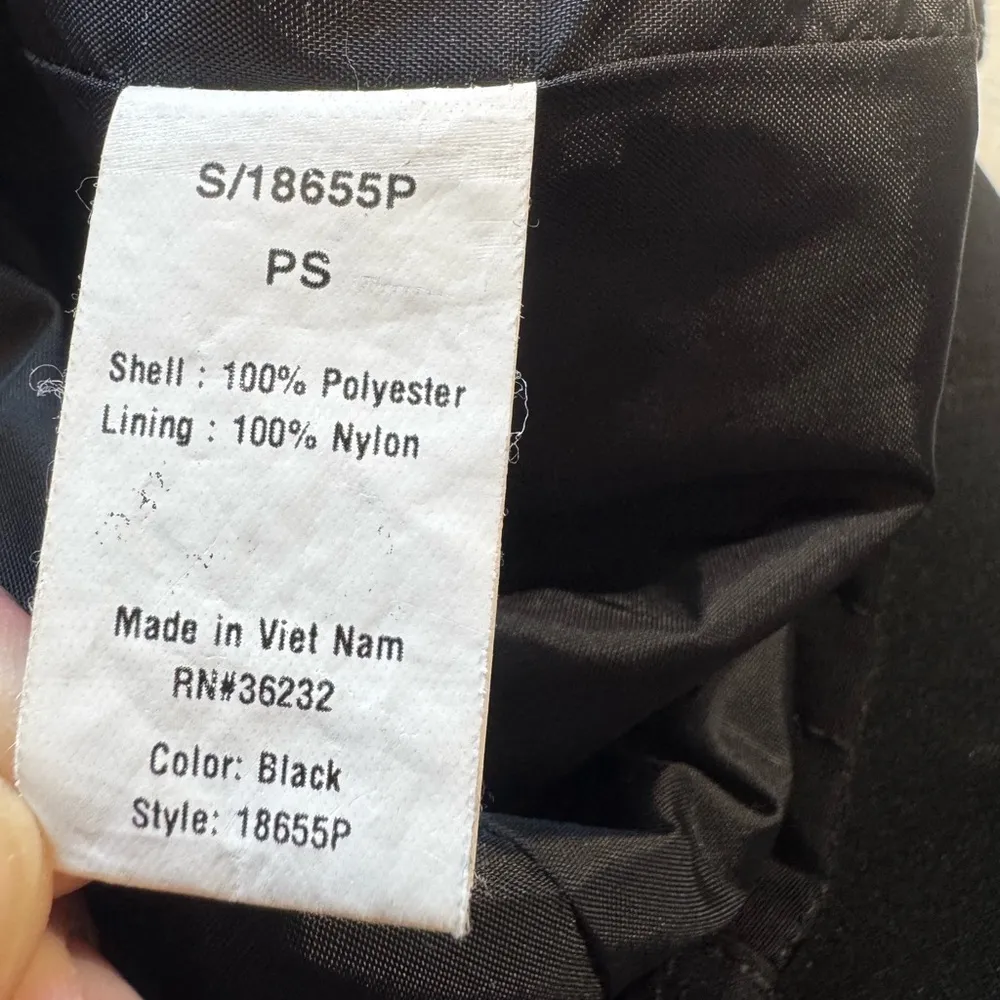 S/18655P
PS
Shell : 100% Polyester
Lining : 100% Nylon
Made in Viet Nam
RN#36232
Color: Black
Style: 18655P